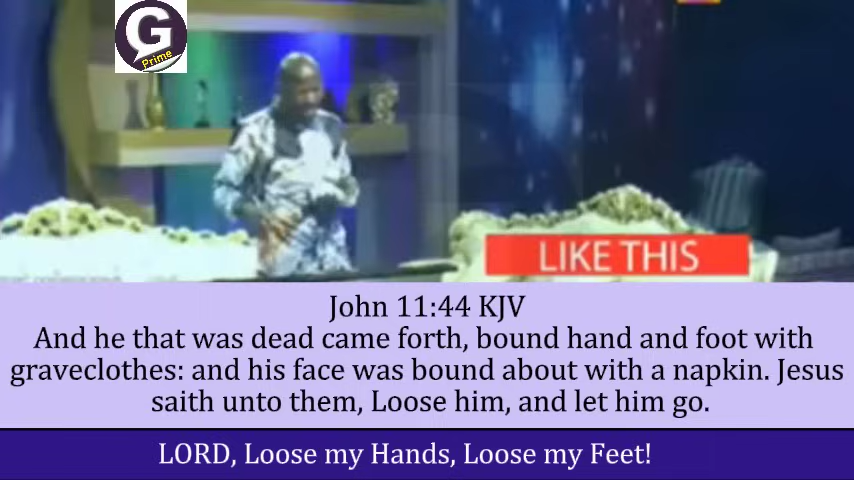 G
Prime
LIKE THIS
John 11:44 KJV
And he that was dead came forth, bound hand and foot with
graveclothes: and his face was bound about with a napkin. Jesus
saith unto them, Loose him, and let him go.
LORD, Loose my Hands, Loose my Feet!